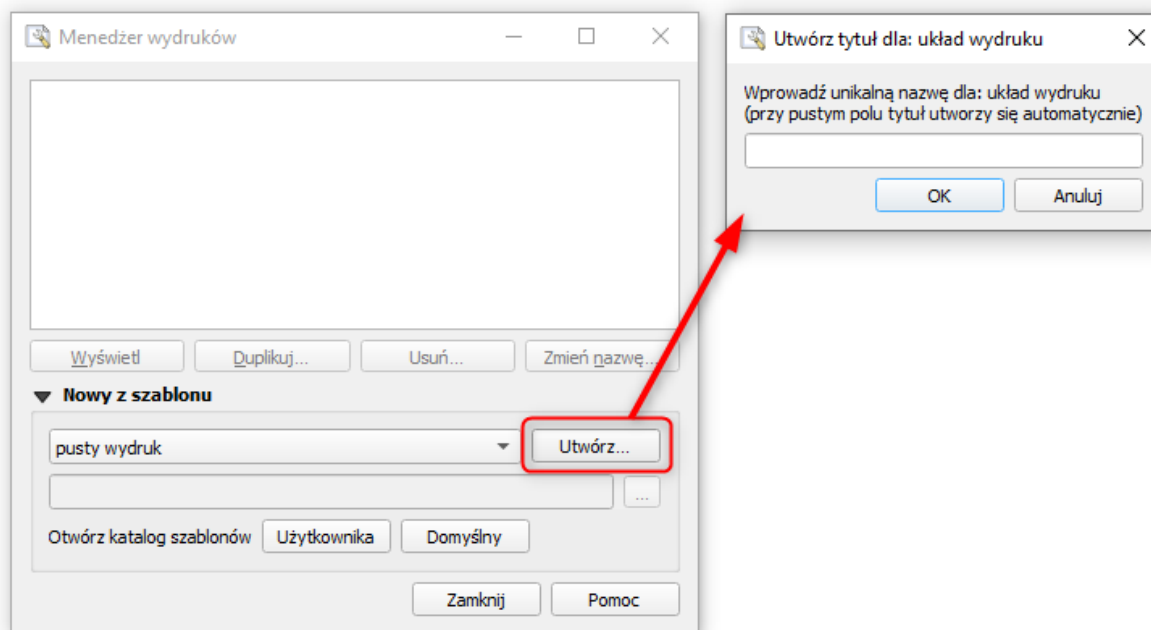 Menedżer wydruków
Wyświetl Duplikuj... Usuń... Zmień nazwę...
Nowy z szablonu
pusty wydruk Utwórz...
...
Otwórz katalog szablonów Użytkownika Domyślny
Zamknij Pomoc
Utwórz tytuł dla: układ wydruku
Wprowadź unikalną nazwę dla: układ wydruku
(przy pustym polu tytuł utworzy się automatycznie)
OK Anuluj